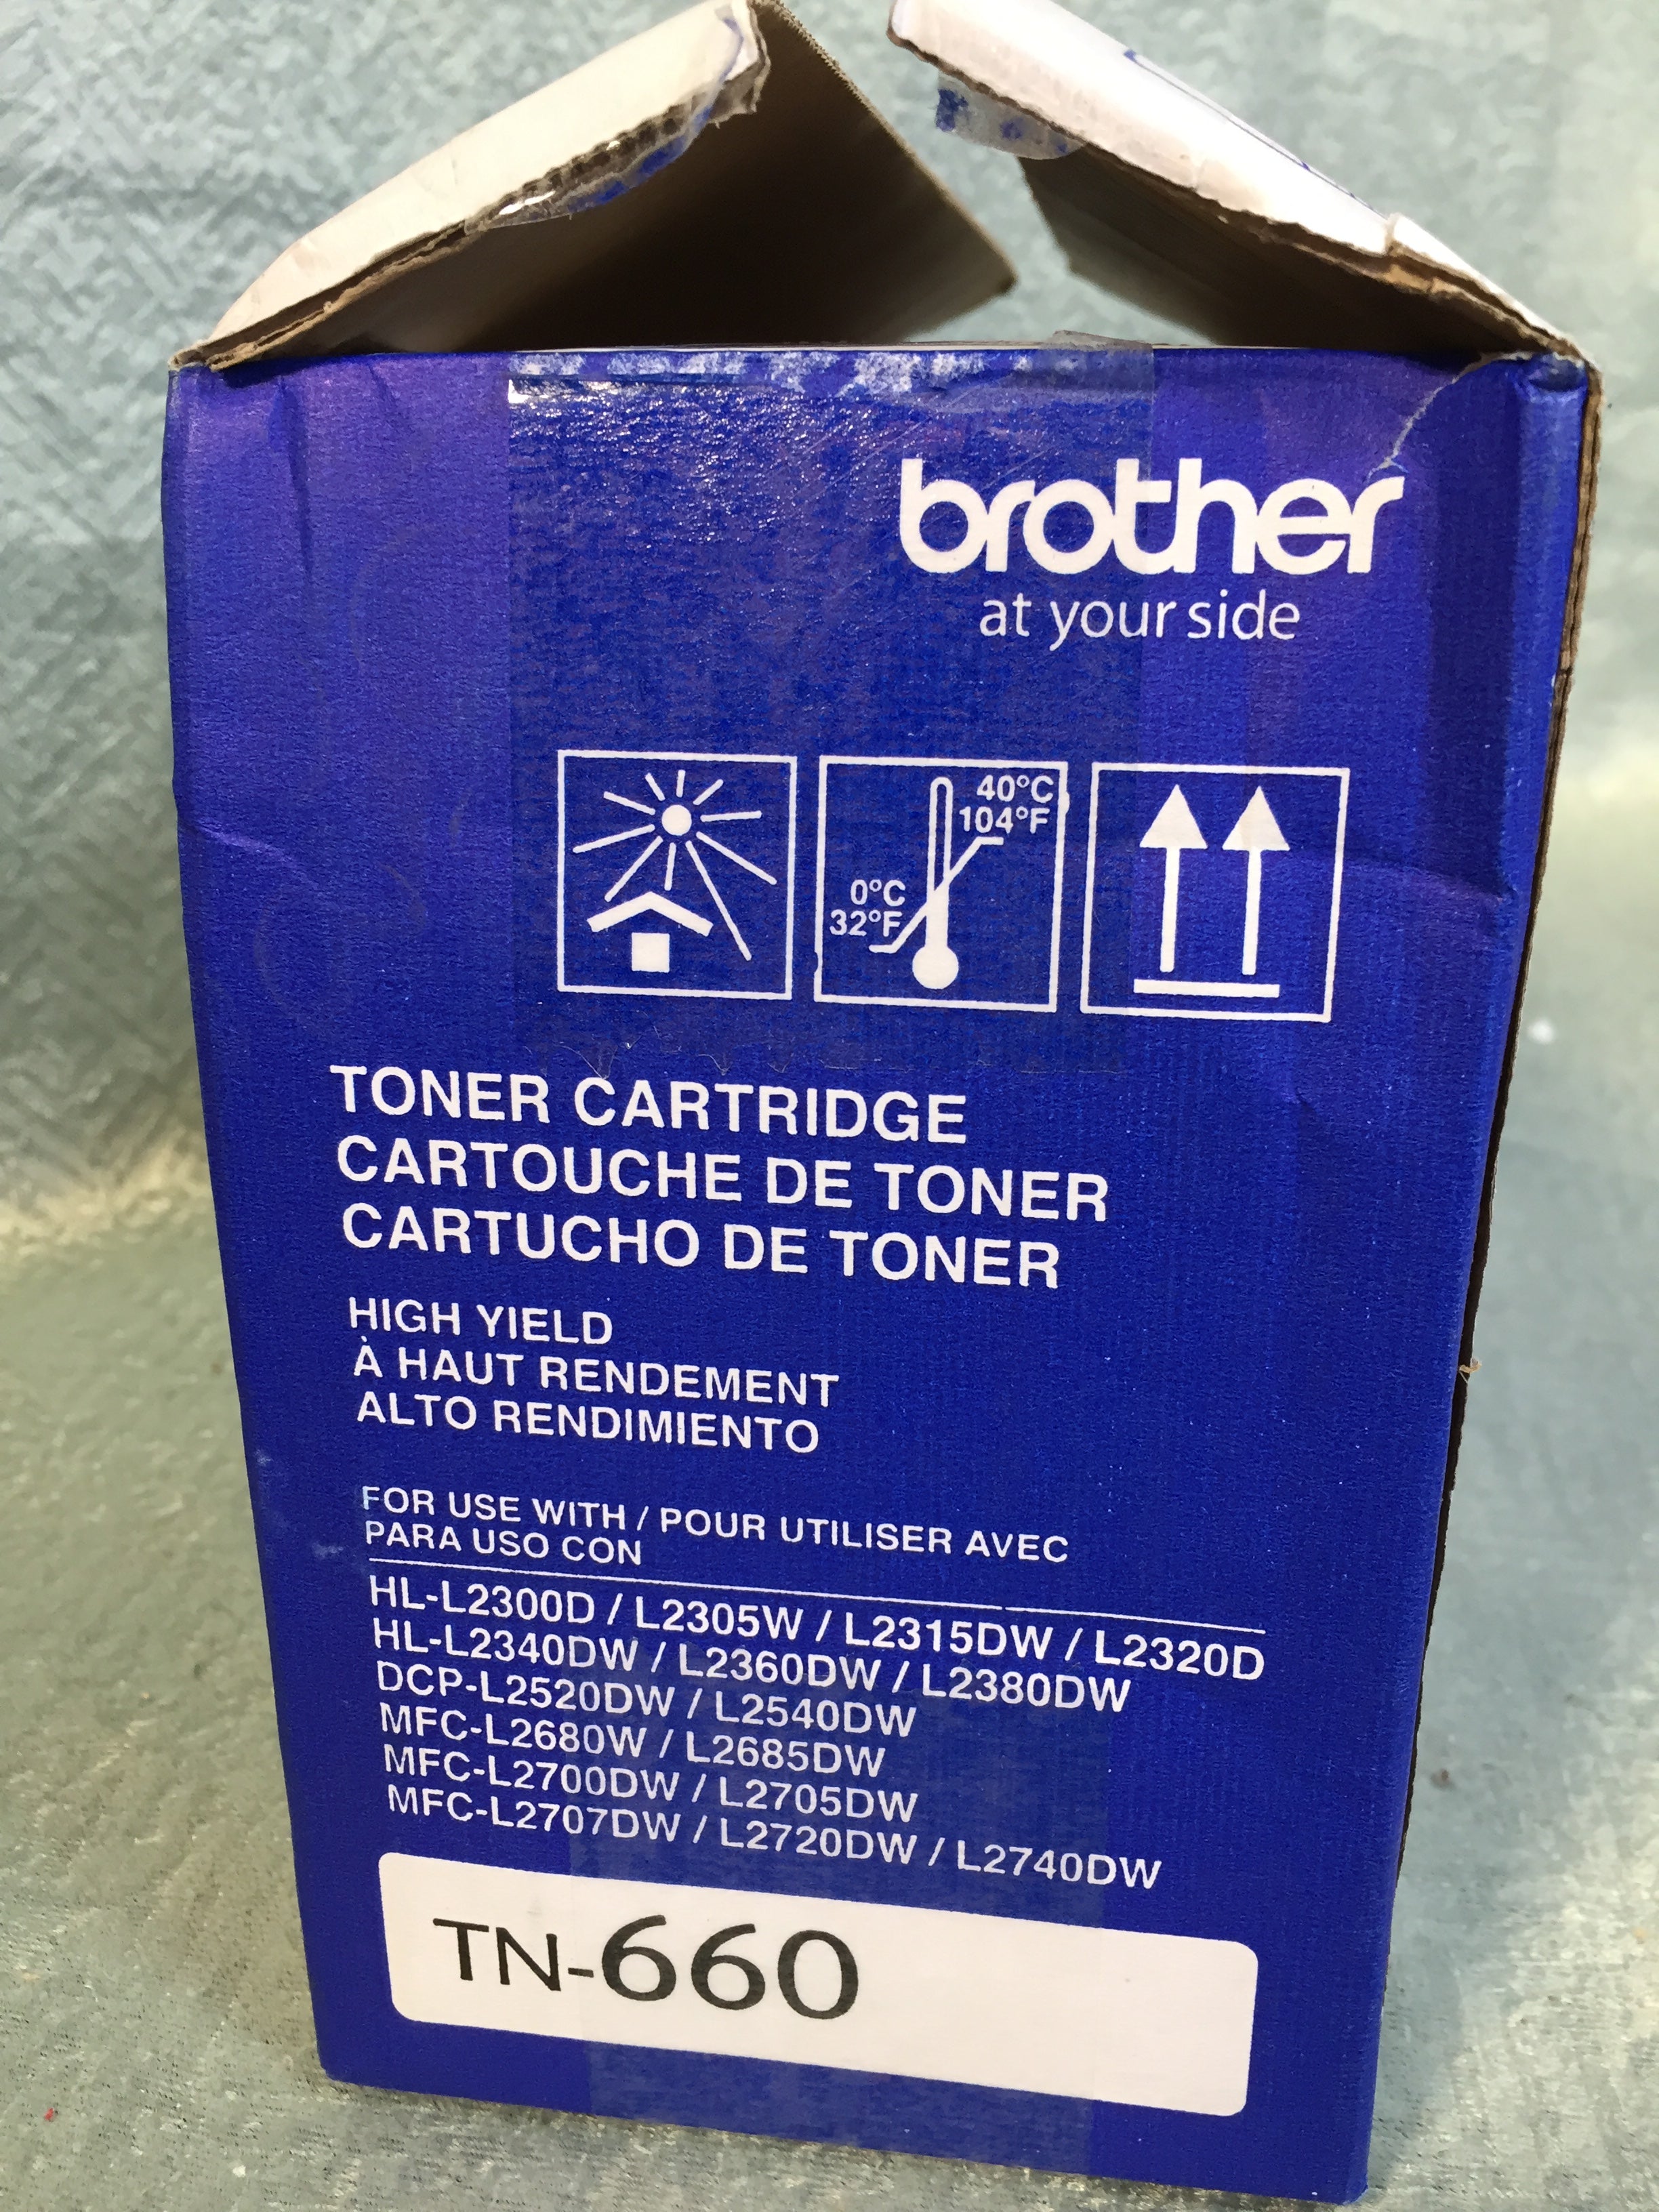 brother
at your side
40°C
104°F
0°C
32°F
TONER CARTRIDGE
CARTOUCHE DE TONER
CARTUCHO DE TONER
HIGH YIELD
À HAUT RENDEMENT
ALTO RENDIMIENTO
FOR USE WITH / POUR UTILISER AVEC
PARA USO CON
HL-L2300D / L2305W / L2315DW / L2320D
HL-L2340DW / L2360DW / L2380DW
DCP-L2520DW / L2540DW
MFC-L2680W / L2685DW
MFC-L2700DW / L2705DW
MFC-L2707DW / L2720DW / L2740DW
TN-660